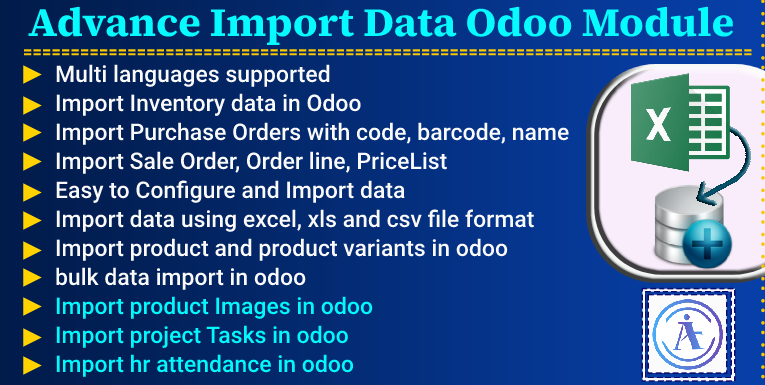 Advance Import Data Odoo Module
Multi languages supported
Import Inventory data in Odoo
Import Purchase Orders with code, barcode, name
Import Sale Order, Order line, PriceList
Easy to Configure and Import data
Import data using excel, xls and csv file format
Import product and product variants in odoo
bulk data import in odoo
Import product Images in odoo
Import project Tasks in odoo
Import hr attendance in odoo
X